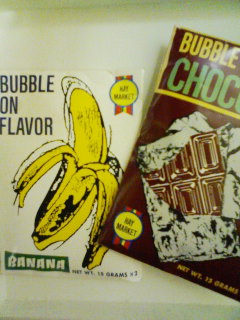 BUBBLE
ON
FLAVOR
HAY
MARKET
BANANA
NET WT. 15 GRAMS X2
BUBBLE
CHOC
HAY
MARKET
NET WT. 15 GRAMS